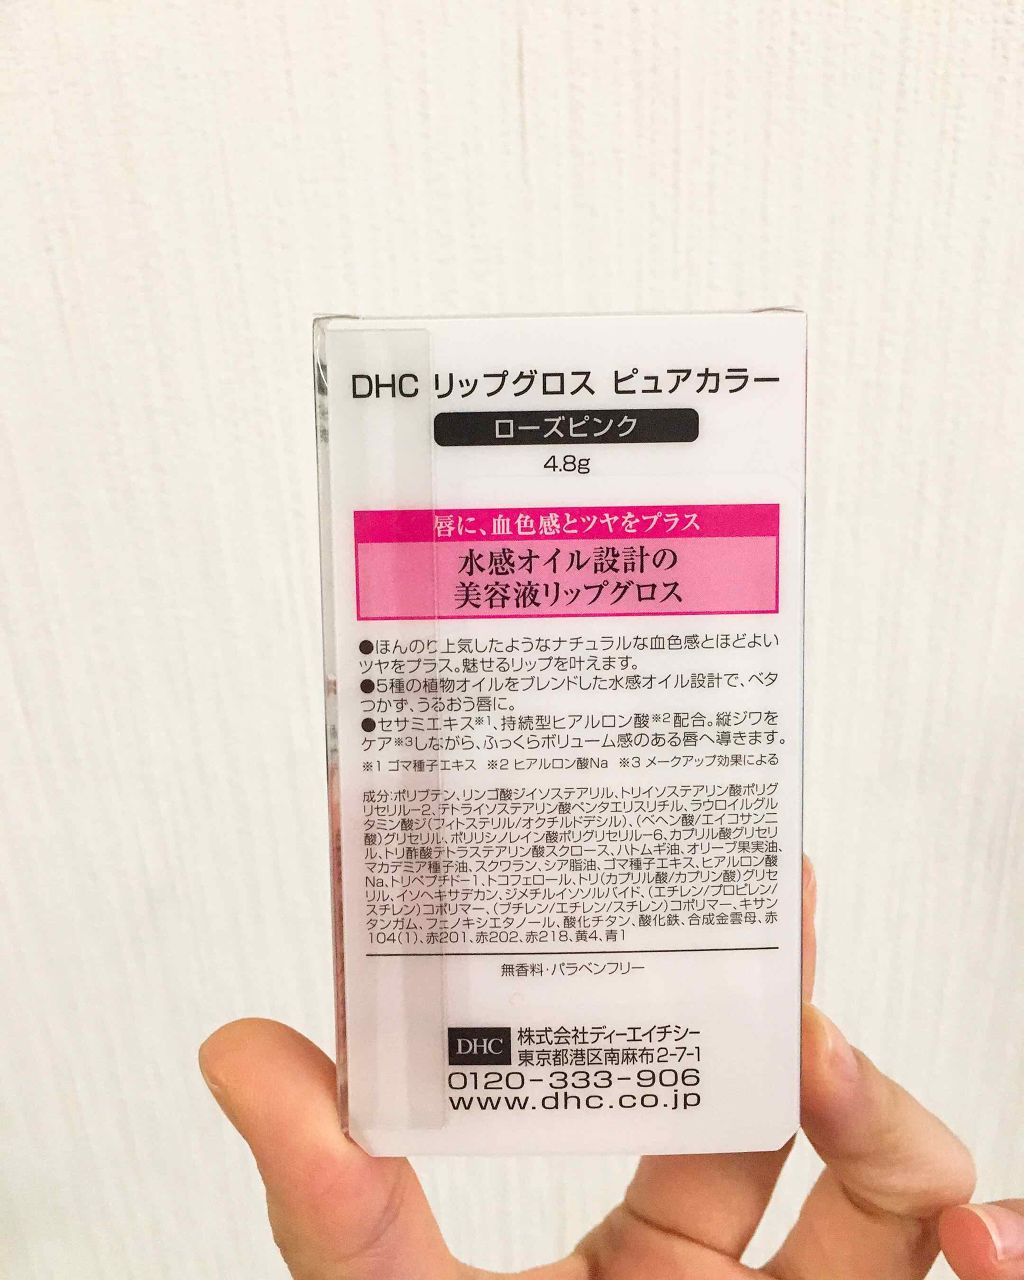 DHC リップグロス ピュアカラー
ローズピンク
4.8g
唇に、血色感とツヤをプラス
水感オイル設計の
美容液リップグロス
●ほんのり上気したようなナチュラルな血色感とほどよい
ツヤをプラス。魅せるリップを叶えます。
●5種の植物オイルをブレンドした水感オイル設計で、ベタ
つかず、うるおう唇に。
●セサミエキス※1、持続型ヒアルロン酸※2配合。縦ジワを
ケア※3しながら、ふっくらボリューム感のある唇へ導きます。
※1 ゴマ種子エキス ※2 ヒアルロン酸Na ※3 メークアップ効果による
成分:ポリブテン、リンゴ酸ジイソステアリル、トリイソステアリン酸ポリグ
リセリル-2、テトライソステアリン酸ペンタエリスリチル、ラウロイルグル
タミン酸ジ(フィトステリル/オクチルドデシル)、(ベヘン酸/エイコサン二
酸)グリセリル、ポリリシノレイン酸ポリグリセリル-6、カプリル酸グリセリ
ル、トリ酢酸テトラステアリン酸スクロース、ハトムギ油、オリーブ果実油、
マカデミア種子油、スクワラン、シア脂油、ゴマ種子エキス、ヒアルロン酸
Na、トリペプチド-1、トコフェロール、トリ(カプリル酸/カプリン酸)グリセ
リル、イソヘキサデカン、ジメチルイソソルバイド、(エチレン/プロピレン/
スチレン)コポリマー、(ブチレン/エチレン/スチレン)コポリマー、キサン
タンガム、フェノキシエタノール、酸化チタン、酸化鉄、合成金雲母、赤
104(1)、赤201、赤202、赤218、黄4、青1
無香料・パラベンフリー
DHC 株式会社ディーエイチシー
東京都港区南麻布2-7-1
0120-333-906
www.dhc.co.jp